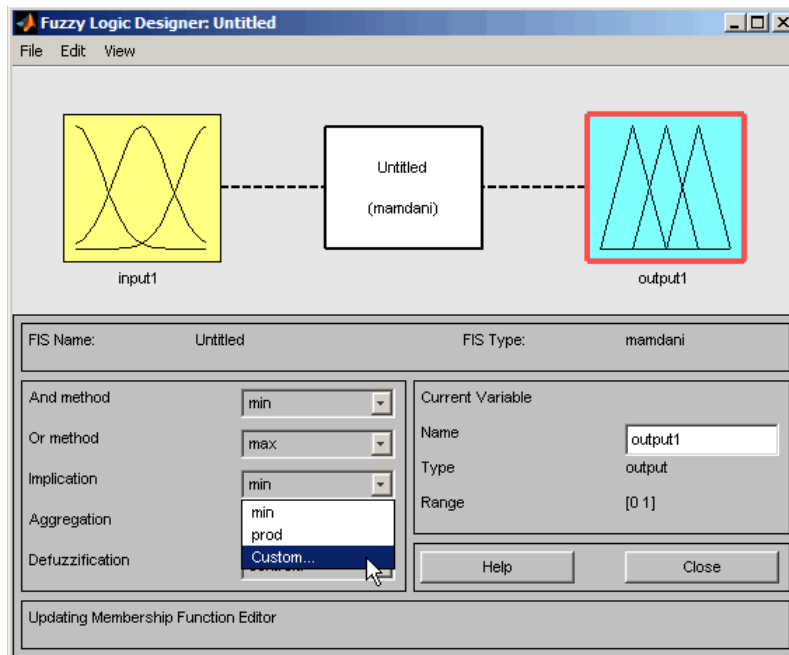 Fuzzy Logic Designer: Untitled
File Edit View
Untitled
(mamdani)
input1
output1
FIS Name: Untitled FIS Type: mamdani
And method min
Or method max
Implication min
min
prod
Custom...
Aggregation
Defuzzification
Current Variable
Name output1
Type output
Range [0 1]
Help Close
Updating Membership Function Editor